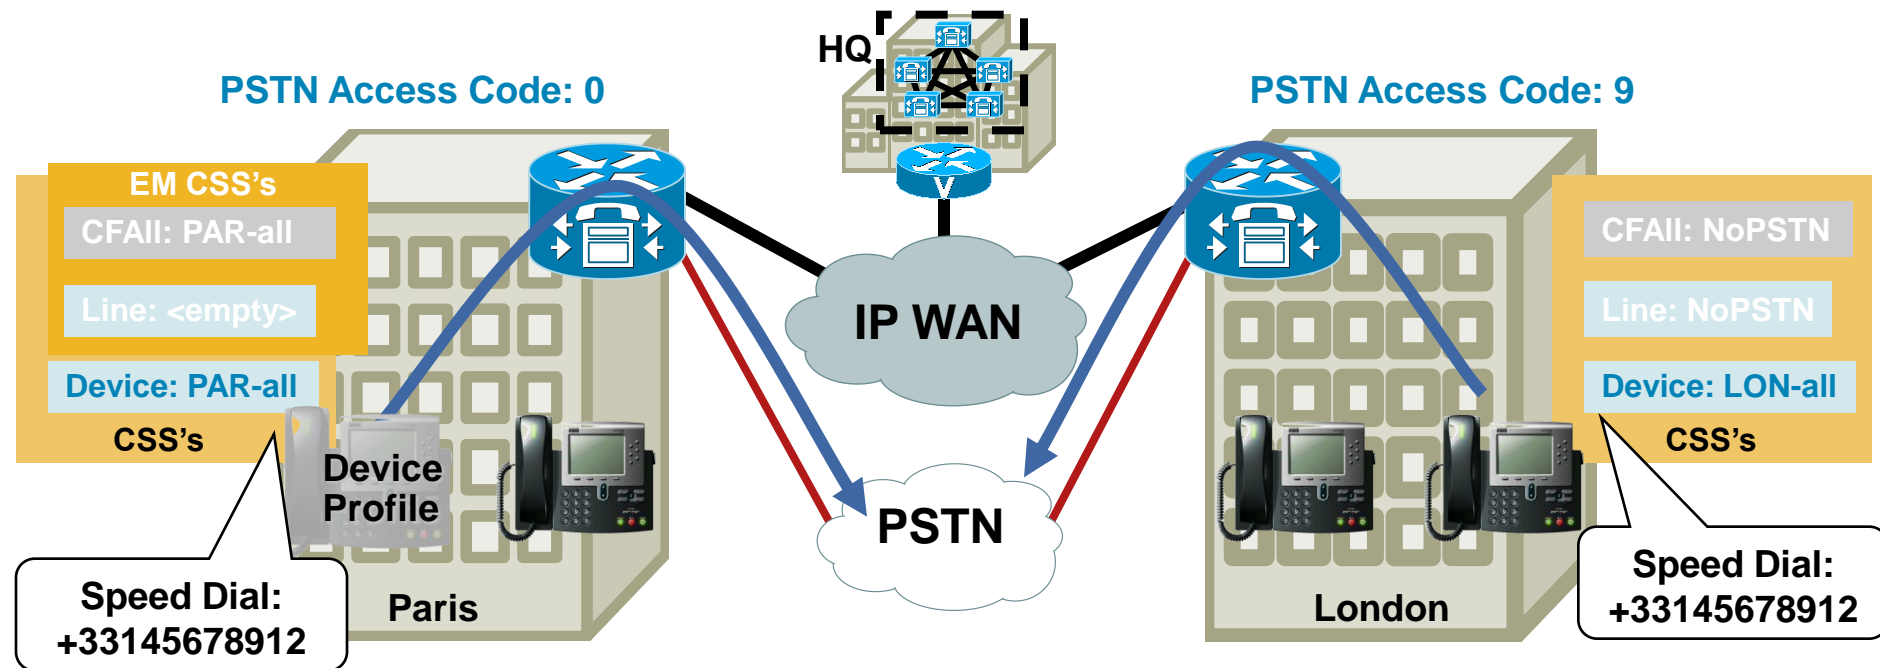 HQ
PSTN Access Code: 0
PSTN Access Code: 9
EM CSS’s
CFAll: PAR-all
Line: <empty>
Device: PAR-all
CSS’s
Device
Profile
Speed Dial:
+33145678912
Paris
V
IP WAN
PSTN
CFAll: NoPSTN
Line: NoPSTN
Device: LON-all
CSS’s
London
Speed Dial:
+33145678912